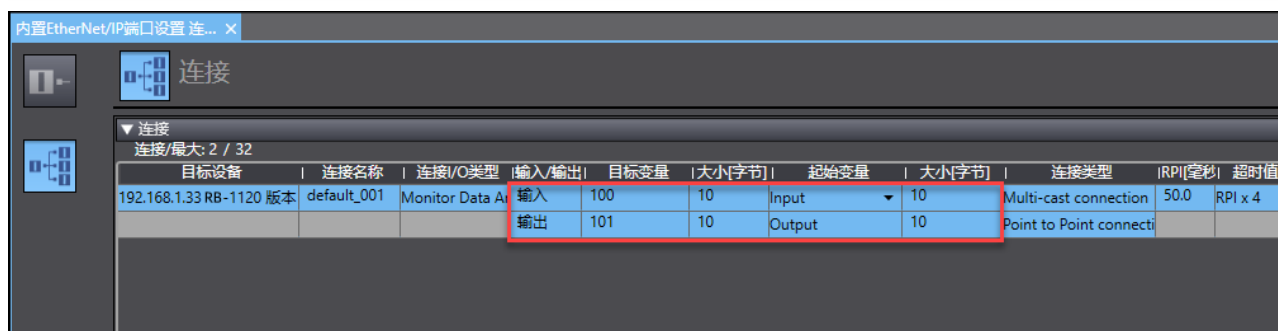 内置EtherNet/IP端口设置 连... ×
连接
▼ 连接
连接/最大: 2 / 32
目标设备 连接名称 连接I/O类型 输入/输出 目标变量 大小[字节] 起始变量 大小[字节] 连接类型 RPI[毫秒 超时值
192.168.1.33 RB-1120 版本 default_001 Monitor Data A 输入 100 10 Input 10 Multi-cast connection 50.0 RPI x 4
输出 101 10 Output 10 Point to Point connecti